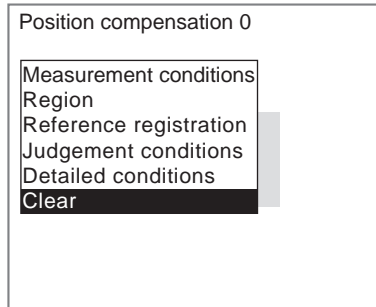 Position compensation 0
Measurement conditions
Region
Reference registration
Judgement conditions
Detailed conditions
Clear